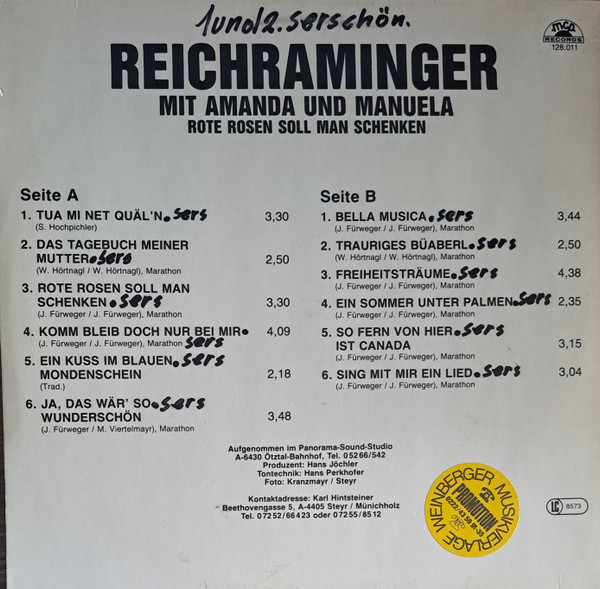 1und2. serschön.
mca
RECORDS
128.011
REICHRAMINGER
MIT AMANDA UND MANUELA
ROTE ROSEN SOLL MAN SCHENKEN
Seite A
1. TUA MI NET QUÄL'N. sers 3,30
(S. Hochpichler)
2. DAS TAGEBUCH MEINER
MUTTER. sers 2,50
(W. Hörtnagl / W. Hörtnagl), Marathon
3. ROTE ROSEN SOLL MAN
SCHENKEN. sers 3,30
(J. Fürweger / J. Fürweger), Marathon
4. KOMM BLEIB DOCH NUR BEI MIR. 4,09
(J. Fürweger / J. Fürweger), Marathon sers
5. EIN KUSS IM BLAUEN. sers
MONDENSCHEIN 2,18
(Trad.)
6. JA, DAS WÄR' SO. sers
WUNDERSCHÖN 3,48
(J. Fürweger / M. Viertelmayr), Marathon
Seite B
1. BELLA MUSICA. sers 3,44
(J. Fürweger / J. Fürweger), Marathon
2. TRAURIGES BÜABERL. sers 2,50
(W. Hörtnagl / W. Hörtnagl), Marathon
3. FREIHEITSTRÄUME. sers 4,38
(J. Fürweger / J. Fürweger), Marathon
4. EIN SOMMER UNTER PALMEN. sers 2,35
(J. Fürweger / J. Fürweger), Marathon
5. SO FERN VON HIER. sers
IST CANADA 3,15
(J. Fürweger / J. Fürweger), Marathon
6. SING MIT MIR EIN LIED. sers 3,04
(J. Fürweger / J. Fürweger), Marathon
Aufgenommen im Panorama-Sound-Studio
A-6430 Ötztal-Bahnhof, Tel. 05266/542
Produzent: Hans Jöchler
Tontechnik: Hans Perkhofer
Foto: Kranzmayr / Steyr
Kontaktadresse: Karl Hintsteiner
Beethovengasse 5, A-4405 Steyr / Münichholz
Tel. 07252/66423 oder 07255/8512
WEINBERGER MUSIKVERLAGE
PROMOTION
0222/43 59 91-35
LC 8573